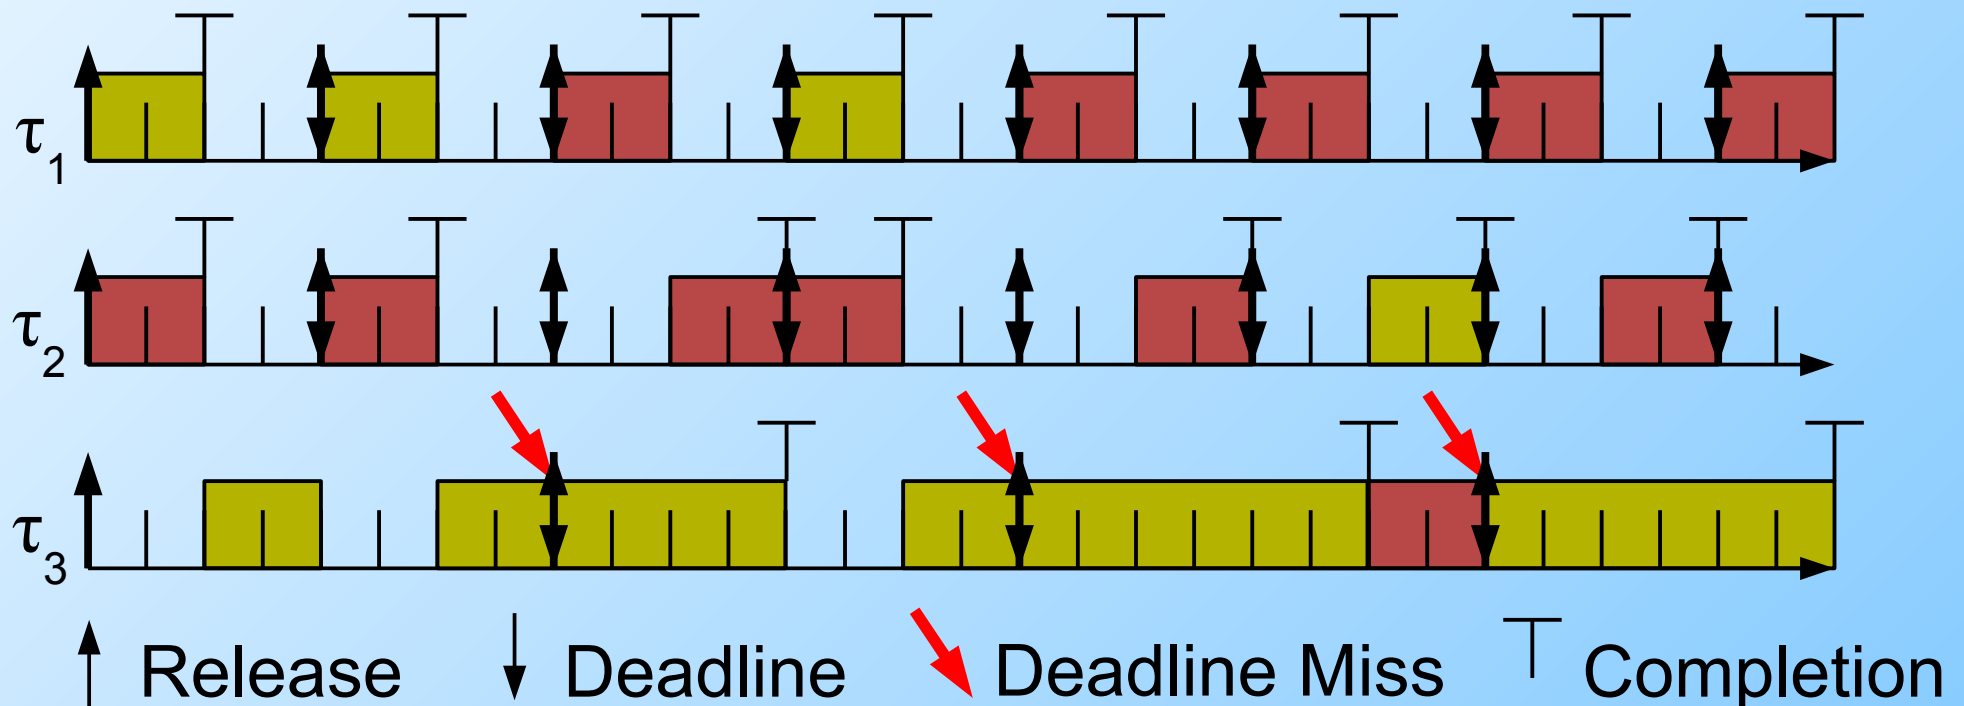 τ1
τ2
τ3
Release Deadline Deadline Miss Completion